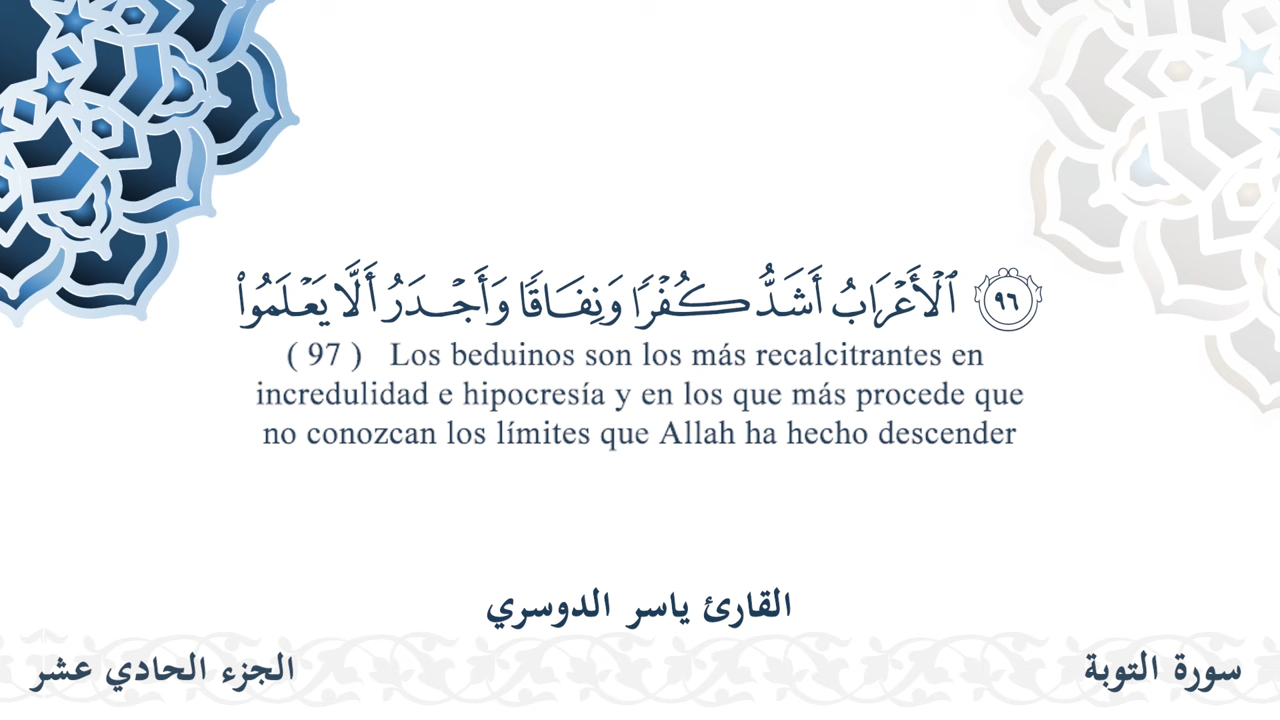 ٩٦ ٱلۡأَعۡرَابُ أَشَدُّ كُفۡرٗا وَنِفَاقٗا وَأَجۡدَرُ أَلَّا يَعۡلَمُواْ
( 97 ) Los beduinos son los más recalcitrantes en
incredulidad e hipocresía y en los que más procede que
no conozcan los límites que Allah ha hecho descender
القارئ ياسر الدوسري
سورة التوبة
الجزء الحادي عشر